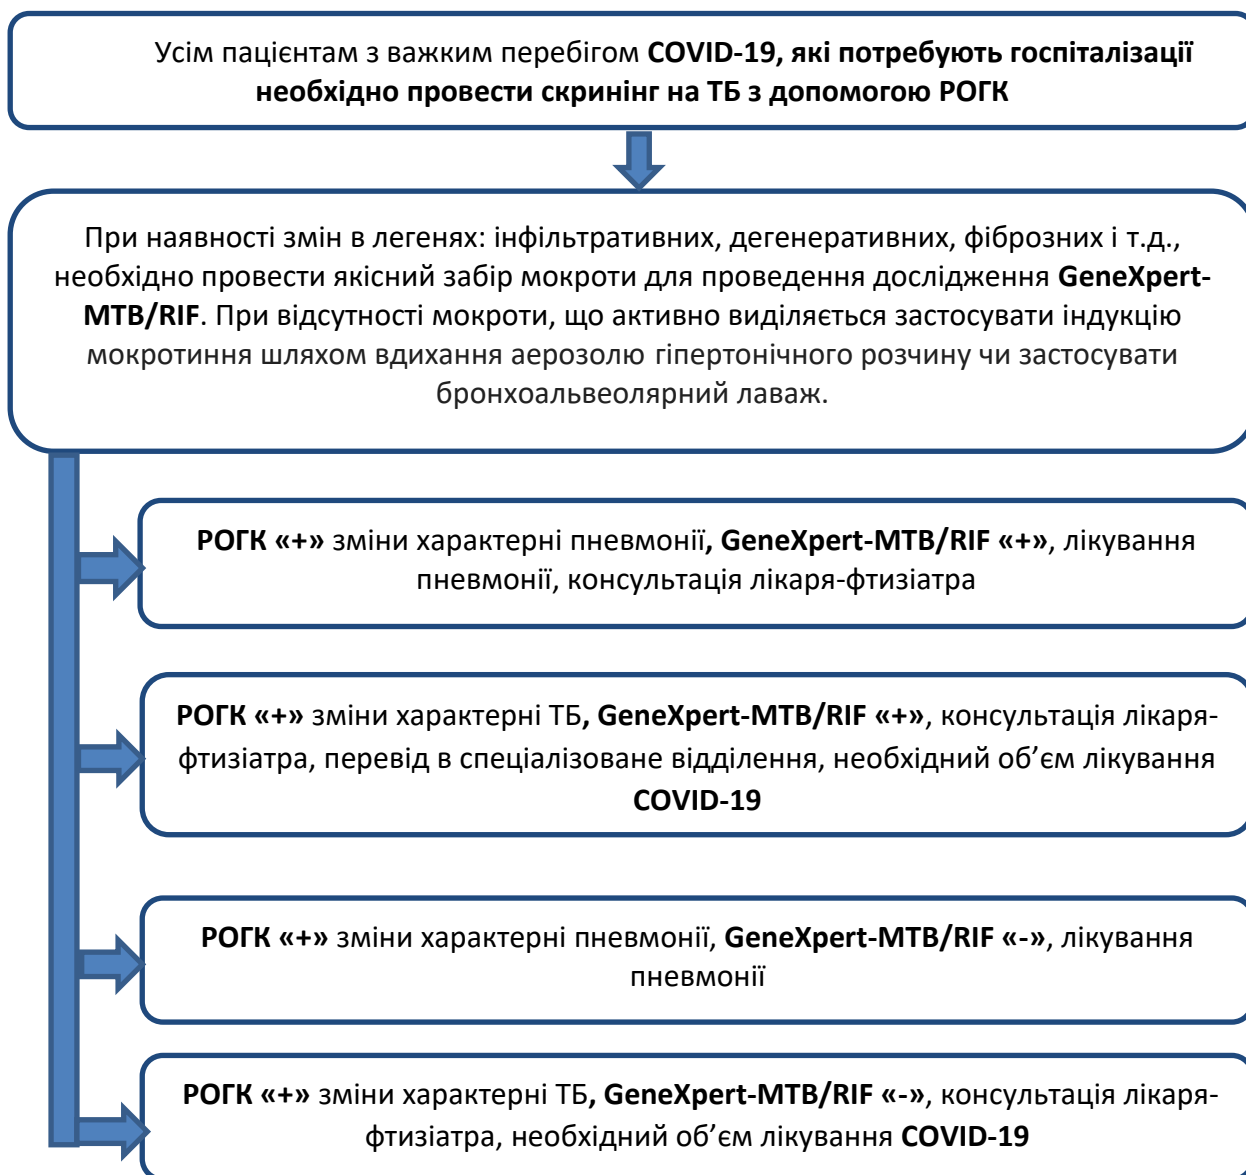 Усім пацієнтам з важким перебігом COVID-19, які потребують госпіталізації
необхідно провести скринінг на ТБ з допомогою РОГК
При наявності змін в легенях: інфільтративних, дегенеративних, фіброзних і т.д.,
необхідно провести якісний забір мокроти для проведення дослідження GeneXpert-
MTB/RIF. При відсутності мокроти, що активно виділяється застосувати індукцію
мокротиння шляхом вдихання аерозолю гіпертонічного розчину чи застосувати
бронхоальвеолярний лаваж.
РОГК «+» зміни характерні пневмонії, GeneXpert-MTB/RIF «+», лікування
пневмонії, консультація лікаря-фтизіатра
РОГК «+» зміни характерні ТБ, GeneXpert-MTB/RIF «+», консультація лікаря-
фтизіатра, перевід в спеціалізоване відділення, необхідний об’єм лікування
COVID-19
РОГК «+» зміни характерні пневмонії, GeneXpert-MTB/RIF «-», лікування
пневмонії
РОГК «+» зміни характерні ТБ, GeneXpert-MTB/RIF «-», консультація лікаря-
фтизіатра, необхідний об’єм лікування COVID-19